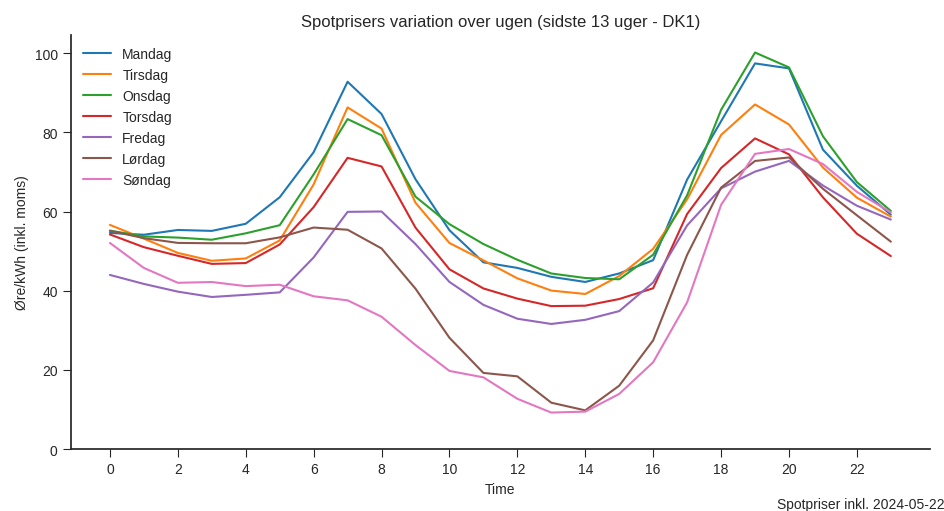 Spotprisers variation over ugen (sidste 13 uger - DK1)
Mandag
Tirsdag
Onsdag
Torsdag
Fredag
Lørdag
Søndag
Øre/kWh (inkl. moms)
100
80
60
40
20
0
0 2 4 6 8 10 12 14 16 18 20 22
Time
Spotpriser inkl. 2024-05-22